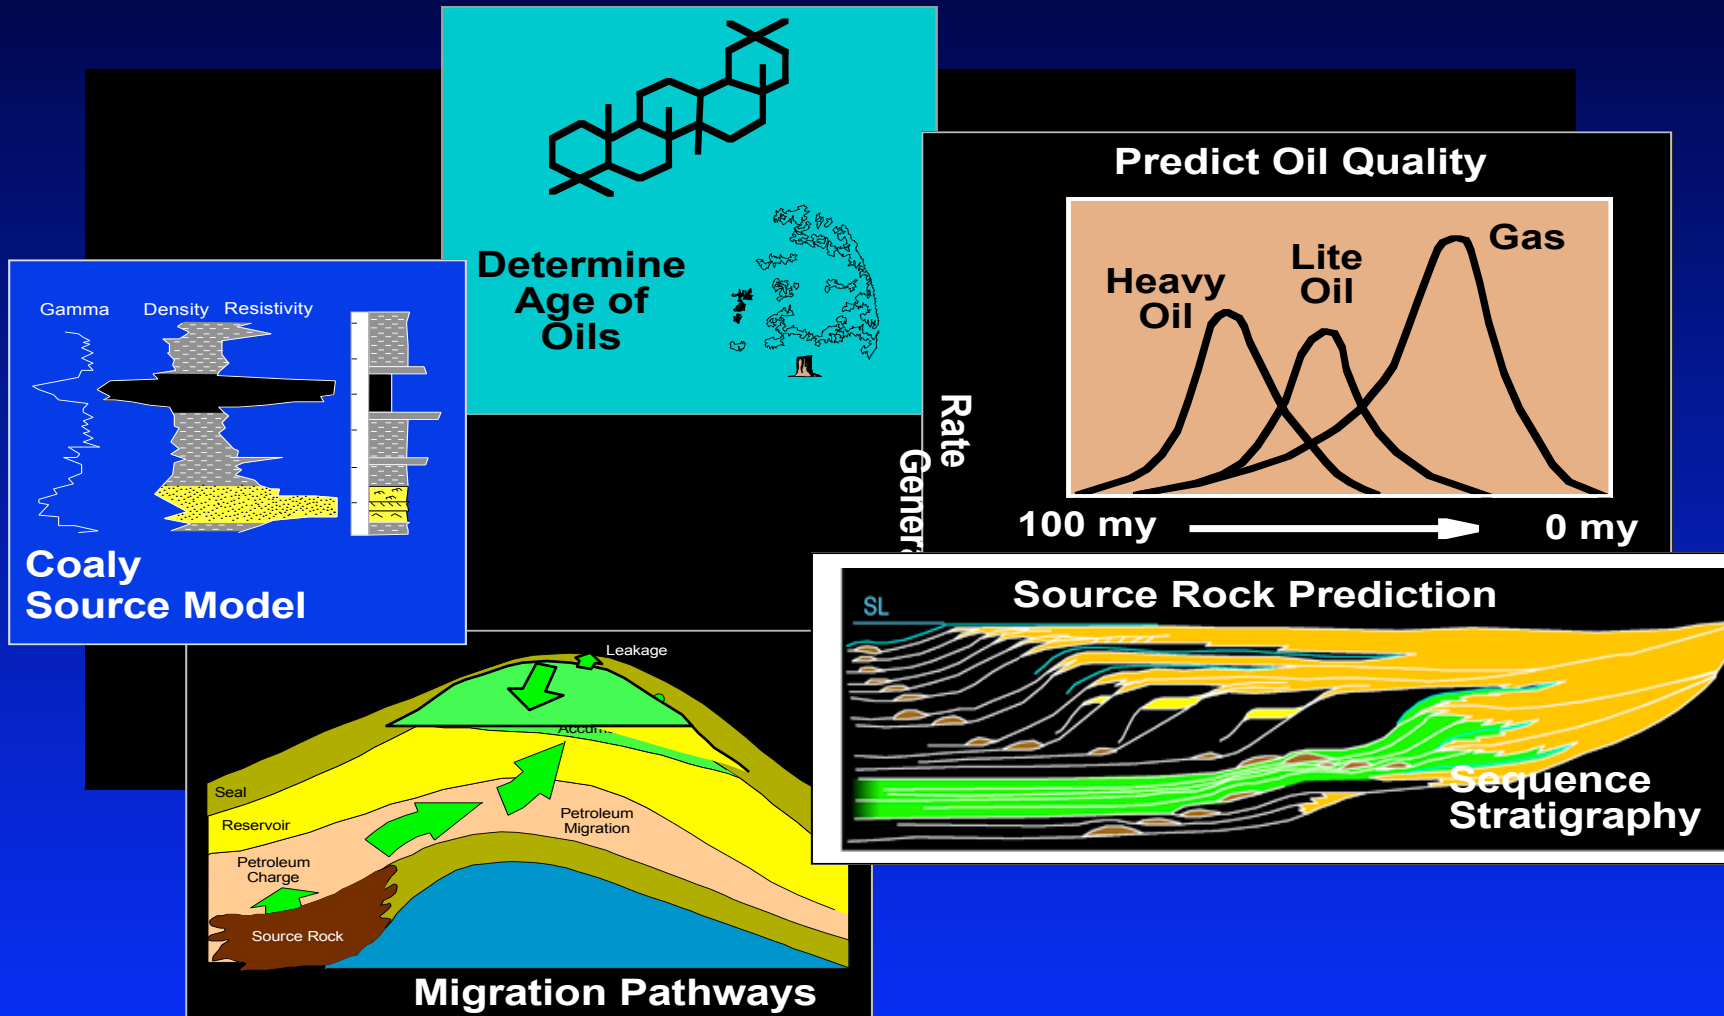 Determine
Age of
Oils
Predict Oil Quality
Heavy
Oil
Lite
Oil
Gas
Rate
100 my
0 my
Gamma
Density
Resistivity
Coaly
Source Model
Source Rock Prediction
SL
Sequence
Stratigraphy
Leakage
Seal
Reservoir
Petroleum
Migration
Petroleum
Charge
Source Rock
Migration Pathways